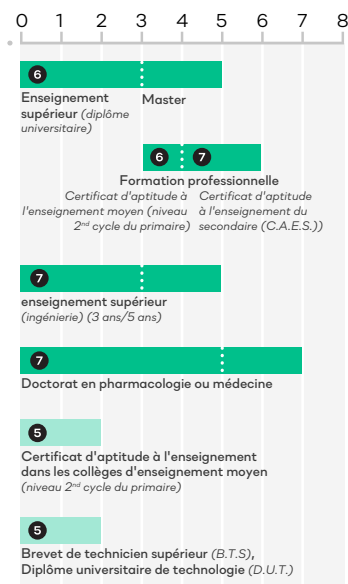 0 1 2 3 4 5 6 7 8
6
Enseignement
supérieur (diplôme
universitaire)
Master
6 7
Formation professionnelle
Certificat d'aptitude à
l'enseignement moyen (niveau
2nd cycle du primaire)
Certificat d'aptitude
à l'enseignement du
secondaire (C.A.E.S.))
7
enseignement supérieur
(ingénierie) (3 ans/5 ans)
7
Doctorat en pharmacologie ou médecine
5
Certificat d'aptitude à l'enseignement
dans les collèges d'enseignement moyen
(niveau 2nd cycle du primaire)
5
Brevet de technicien supérieur (B.T.S),
Diplôme universitaire de technologie (D.U.T.)